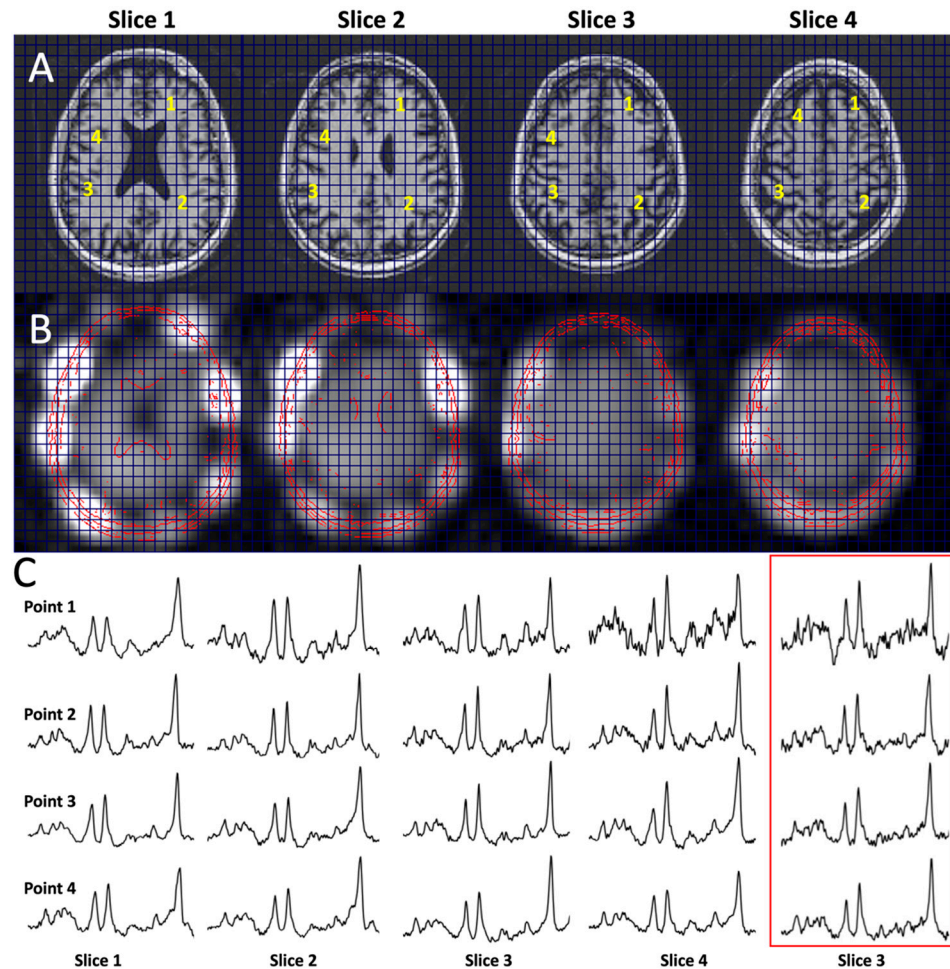 Slice 1 Slice 2 Slice 3 Slice 4
A
1 1 1 1
4 4 4 4
3 2 3 2 3 2 3 2
B
C
Point 1
Point 2
Point 3
Point 4
Slice 1 Slice 2 Slice 3 Slice 4 Slice 3